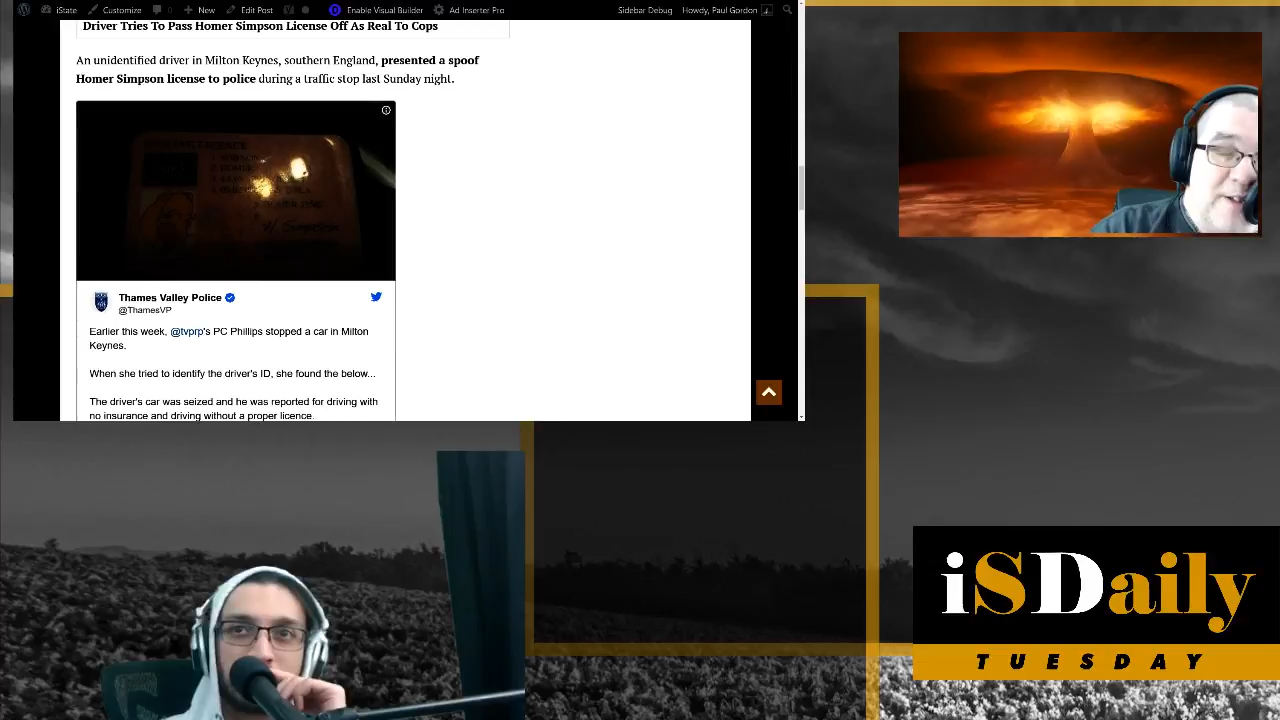 iState
Customize
0
New
Edit Post
Enable Visual Builder
Ad Inserter Pro
Sidebar Debug
Howdy, Paul Gordon
Driver Tries To Pass Homer Simpson License Off As Real To Cops
An unidentified driver in Milton Keynes, southern England, presented a spoof
Homer Simpson license to police during a traffic stop last Sunday night.
Thames Valley Police
@ThamesVP
Earlier this week, @tvprp's PC Phillips stopped a car in Milton
Keynes.
When she tried to identify the driver's ID, she found the below...
The driver's car was seized and he was reported for driving with
no insurance and driving without a proper licence.
iSDaily
TUESDAY